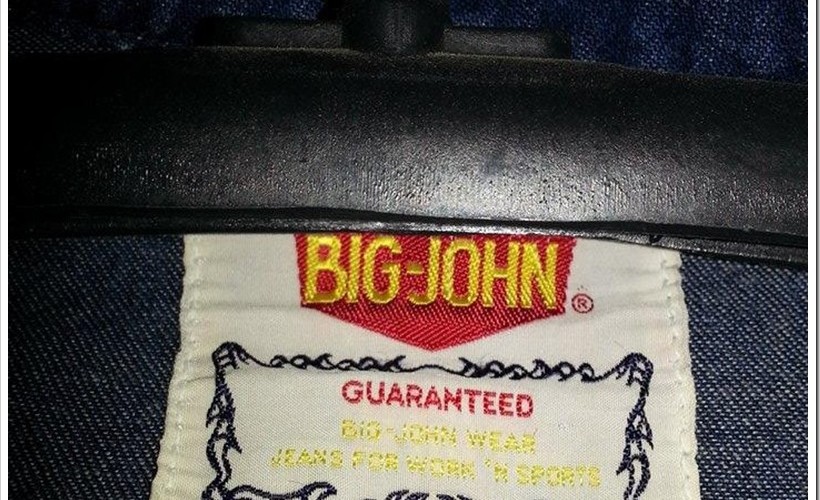 BIG-JOHN®
GUARANTEED
BIG-JOHN WEAR
JEANS FOR WORK 'N SPORTS